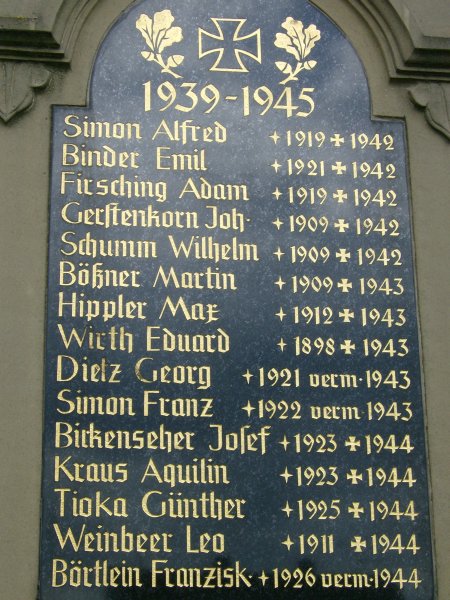 1939-1945
Simon Alfred +1919 ✠ 1942
Binder Emil +1921 ✠ 1942
Firsching Adam +1919 ✠ 1942
Gerstenkorn Joh· +1909 ✠ 1942
Schumm Wilhelm +1909 ✠ 1942
Bößner Martin +1909 ✠ 1943
Hippler Max +1912 ✠ 1943
Wirth Eduard +1898 ✠ 1943
Dietz Georg +1921 verm·1943
Simon Franz +1922 verm·1943
Birkenseher Josef +1923 ✠ 1944
Kraus Aquilin +1923 ✠ 1944
Tioka Günther +1925 ✠ 1944
Weinbeer Leo +1911 ✠ 1944
Börtlein Franzisk·+1926 verm·1944